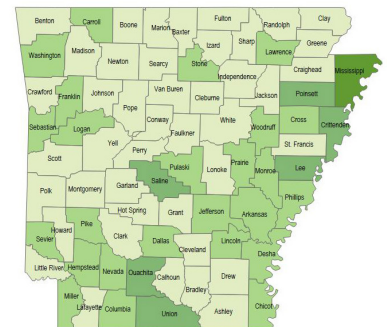 Benton
Carroll
Boone
Marion
Baxter
Fulton
Randolph
Clay
Washington
Madison
Newton
Searcy
Stone
Izard
Sharp
Lawrence
Greene
Independence
Craighead
Mississippi
Crawford
Franklin
Johnson
Van Buren
Cleburne
Jackson
Poinsett
Pope
Sebastian
Logan
Conway
Faulkner
White
Woodruff
Cross
Crittenden
St. Francis
Scott
Yell
Perry
Pulaski
Lonoke
Prairie
Monroe
Lee
Polk
Montgomery
Garland
Saline
Phillips
Hot Spring
Grant
Jefferson
Arkansas
Sevier
Howard
Pike
Clark
Dallas
Cleveland
Lincoln
Desha
Little River
Hempstead
Nevada
Ouachita
Calhoun
Bradley
Drew
Miller
Lafayette
Columbia
Union
Ashley
Chicot